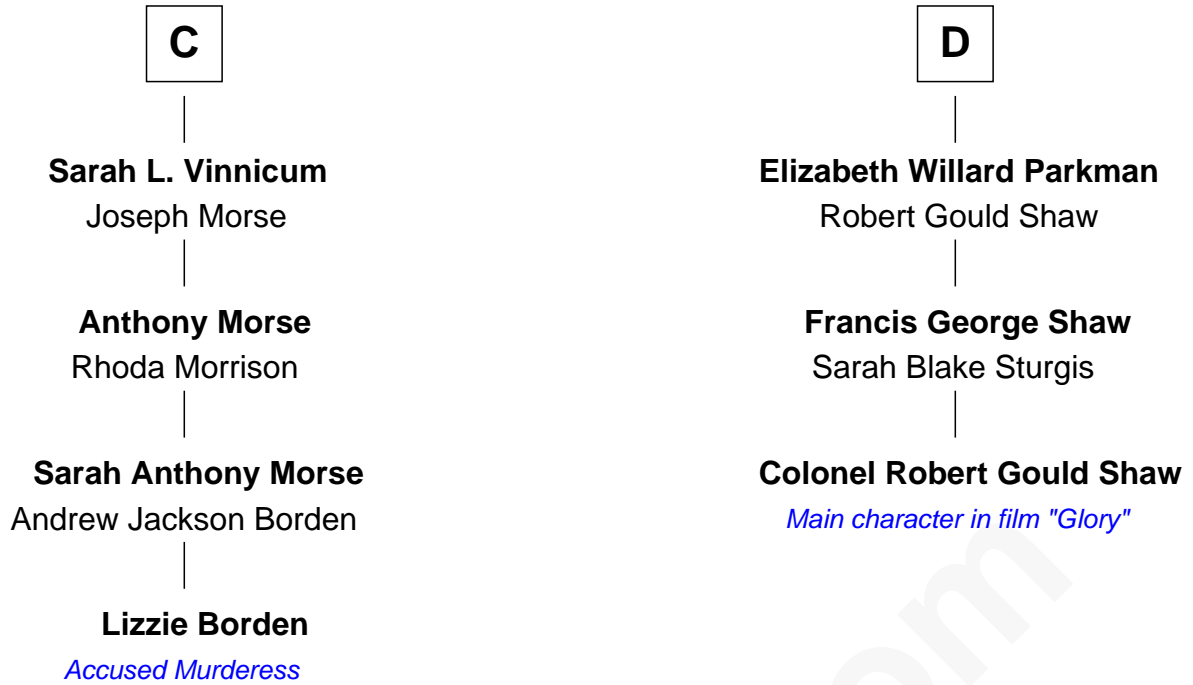 C
Sarah L. Vinnicum
Joseph Morse
Anthony Morse
Rhoda Morrison
Sarah Anthony Morse
Andrew Jackson Borden
Lizzie Borden
Accused Murderess
D
Elizabeth Willard Parkman
Robert Gould Shaw
Francis George Shaw
Sarah Blake Sturgis
Colonel Robert Gould Shaw
Main character in film "Glory"
om